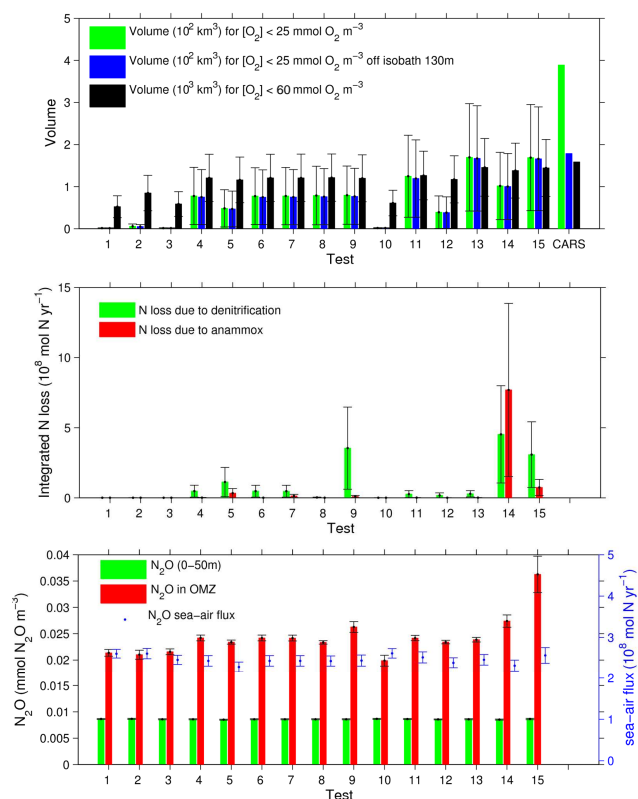 5
4
3
2
1
0
Volume
Volume (10² km³) for [O₂] < 25 mmol O₂ m⁻³
Volume (10² km³) for [O₂] < 25 mmol O₂ m⁻³ off isobath 130m
Volume (10³ km³) for [O₂] < 60 mmol O₂ m⁻³
1 2 3 4 5 6 7 8 9 10 11 12 13 14 15 CARS
Test
15
10
5
0
Integrated N loss (10⁸ mol N yr⁻¹)
N loss due to denitrification
N loss due to anammox
1 2 3 4 5 6 7 8 9 10 11 12 13 14 15
Test
0.04
0.035
0.03
0.025
0.02
0.015
0.01
0.005
0
N₂O (mmol N₂O m⁻³)
N₂O (0−50m)
N₂O in OMZ
N₂O sea−air flux
5
4
3
2
1
0
sea−air flux (10⁸ mol N yr⁻¹)
1 2 3 4 5 6 7 8 9 10 11 12 13 14 15
Test